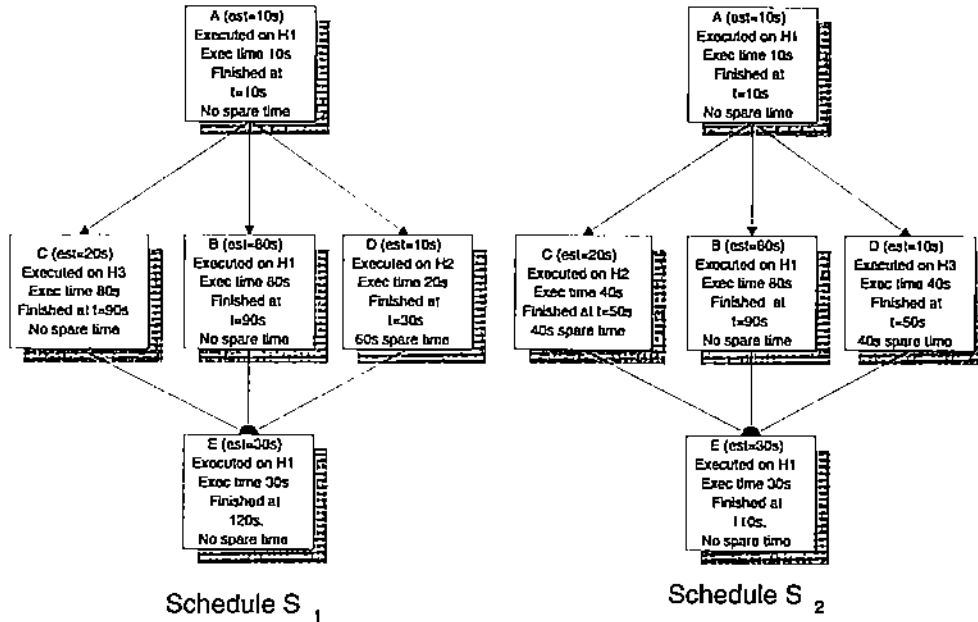 A (est=10s)
Executed on H1
Exec time 10s
Finished at
t=10s
No spare time
C (est=20s)
Executed on H3
Exec time 80s
Finished at t=90s
No spare time
B (est=80s)
Executed on H1
Exec time 80s
Finished at
t=90s
No spare time
D (est=10s)
Executed on H2
Exec time 20s
Finished at
t=30s
60s spare time
E (est=30s)
Executed on H1
Exec time 30s
Finished at
120s.
No spare time
Schedule S 1
A (est=10s)
Executed on H1
Exec time 10s
Finished at
t=10s
No spare time
C (est=20s)
Executed on H2
Exec time 40s
Finished at t=50s
40s spare time
B (est=80s)
Executed on H1
Exec time 80s
Finished at
t=90s
No spare time
D (est=10s)
Executed on H3
Exec time 40s
Finished at
t=50s
40s spare time
E (est=30s)
Executed on H1
Exec time 30s
Finished at
110s.
No spare time
Schedule S 2